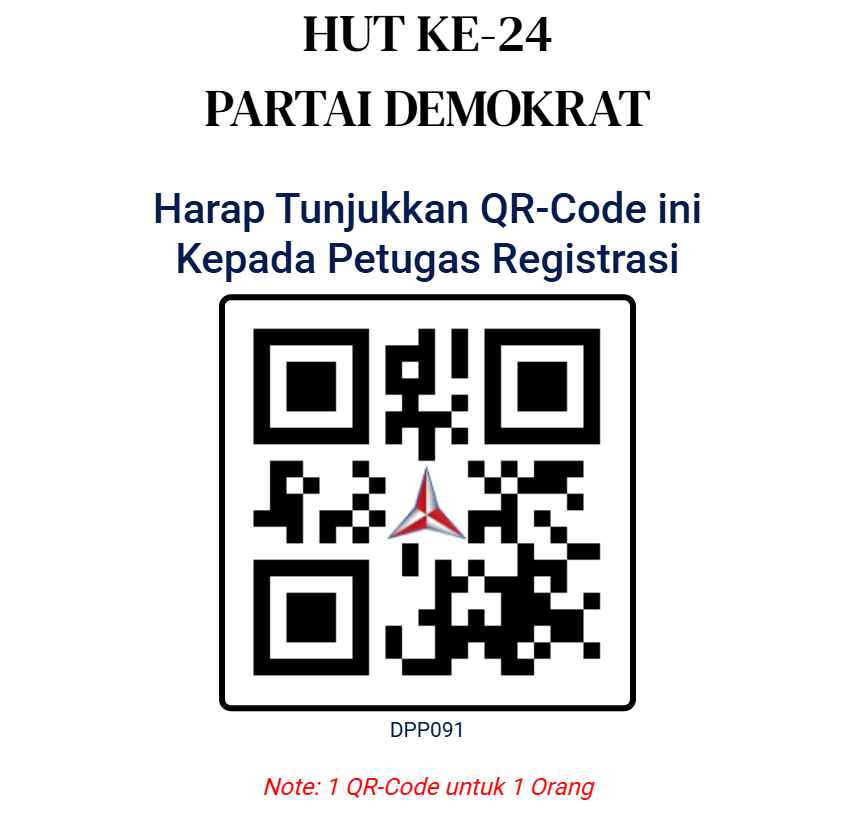 HUT KE-24
PARTAI DEMOKRAT
Harap Tunjukkan QR-Code ini
Kepada Petugas Registrasi
DPP091
Note: 1 QR-Code untuk 1 Orang